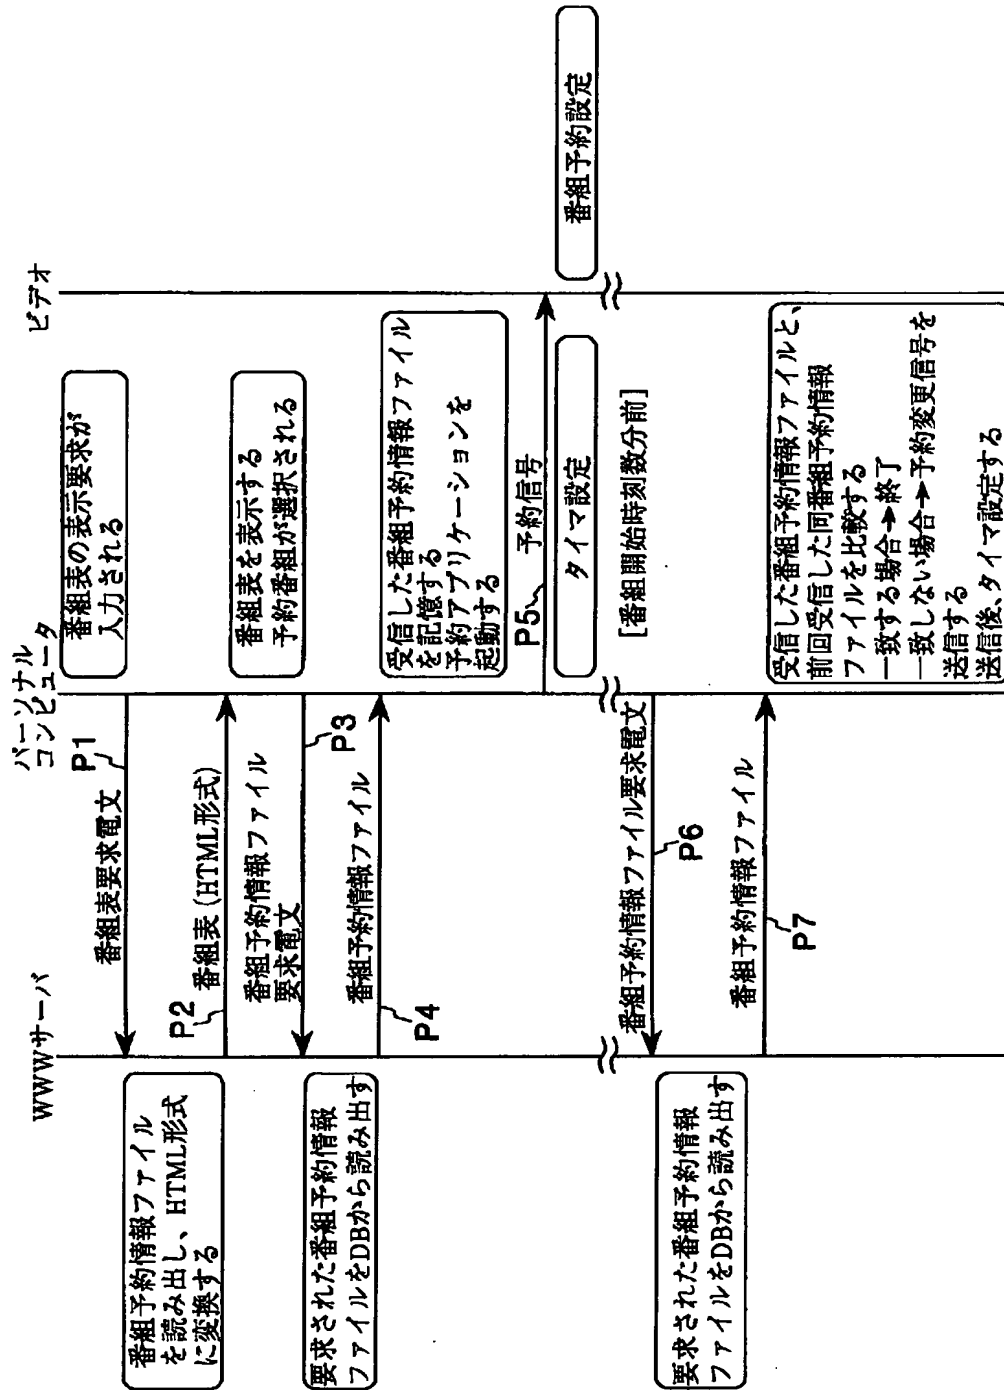 WWWサーバ
パーソナル
コンピュータ
ビデオ
番組表の表示要求が
入力される
番組表要求電文
P1
番組予約情報ファイル
を読み出し、HTML形式
に変換する
P2
番組表(HTML形式)
番組表を表示する
予約番組が選択される
番組予約情報ファイル
要求電文
P3
要求された番組予約情報
ファイルをDBから読み出す
番組予約情報ファイル
P4
受信した番組予約情報ファイル
を記憶する
予約アプリケーションを
起動する
P5
予約信号
タイマ設定
番組予約設定
[番組開始時刻数分前]
番組予約情報ファイル要求電文
P6
要求された番組予約情報
ファイルをDBから読み出す
番組予約情報ファイル
P7
受信した番組予約情報ファイルと、
前回受信した同番組予約情報
ファイルを比較する
一致する場合→終了
一致しない場合→予約変更信号を
送信する
送信後、タイマ設定する